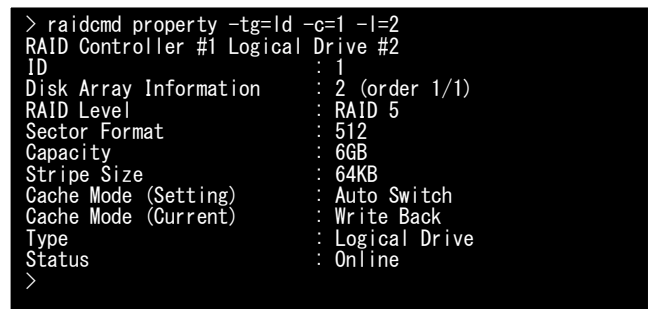 > raidcmd property -tg=ld -c=1 -l=2
RAID Controller #1 Logical Drive #2
ID : 1
Disk Array Information : 2 (order 1/1)
RAID Level : RAID 5
Sector Format : 512
Capacity : 6GB
Stripe Size : 64KB
Cache Mode (Setting) : Auto Switch
Cache Mode (Current) : Write Back
Type : Logical Drive
Status : Online
>